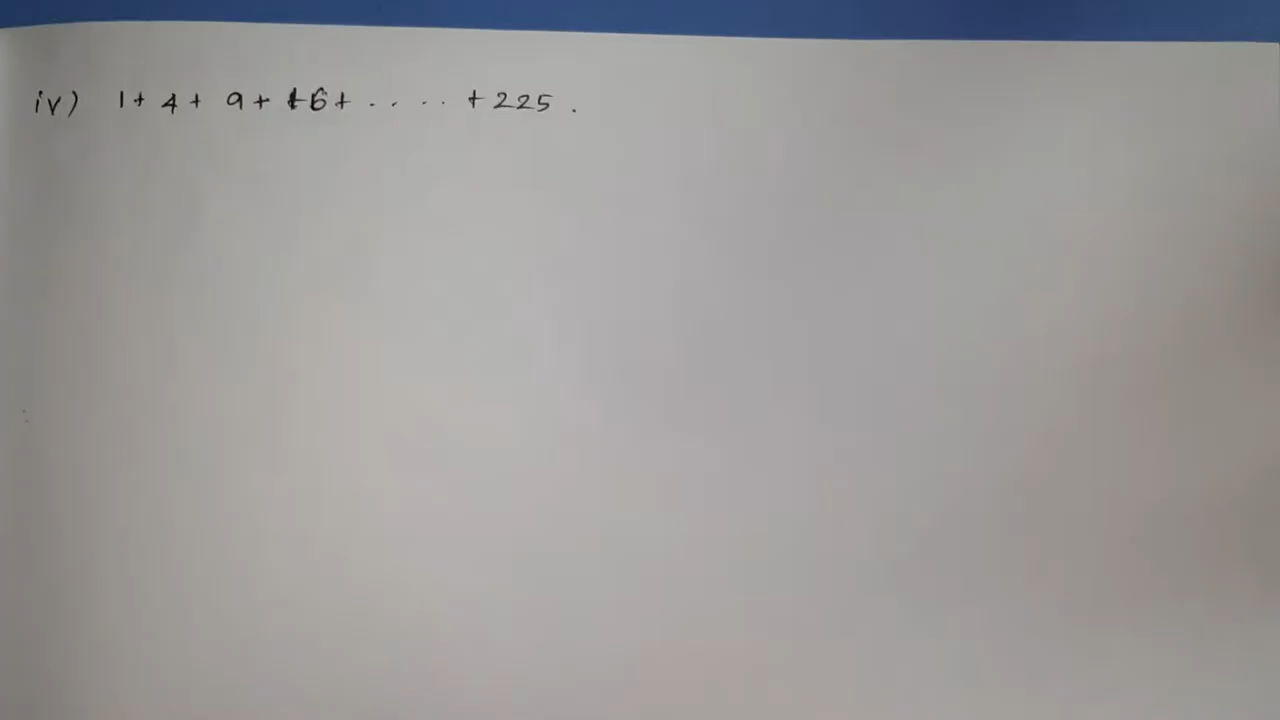 iv) 1 + 4 + 9 + 16 + ..... + 225 .